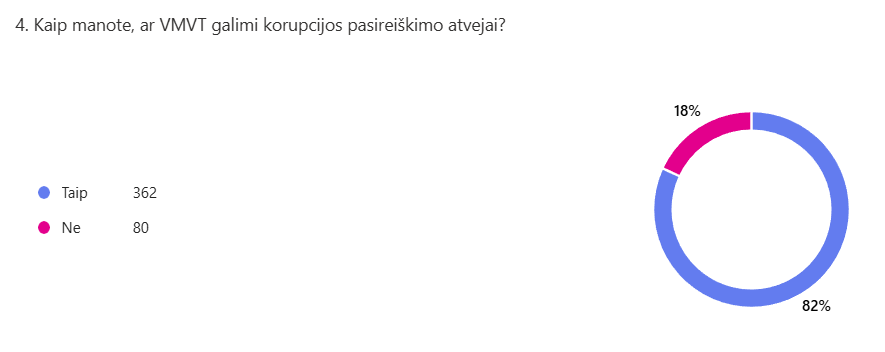 4. Kaip manote, ar VMVT galimi korupcijos pasireiškimo atvejai?
18%
Taip 362
Ne 80
82%